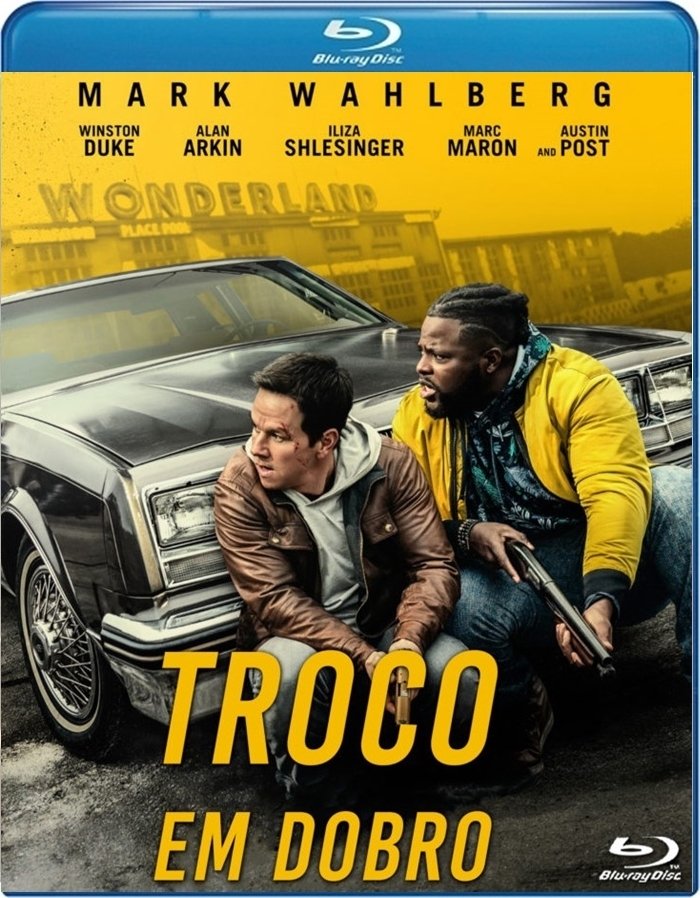 Blu-ray Disc™
MARK WAHLBERG
WINSTON DUKE
ALAN ARKIN
ILIZA SHLESINGER
MARC MARON
AND AUSTIN POST
WONDERLAND
TROCO
EM DOBRO
Blu-ray Disc